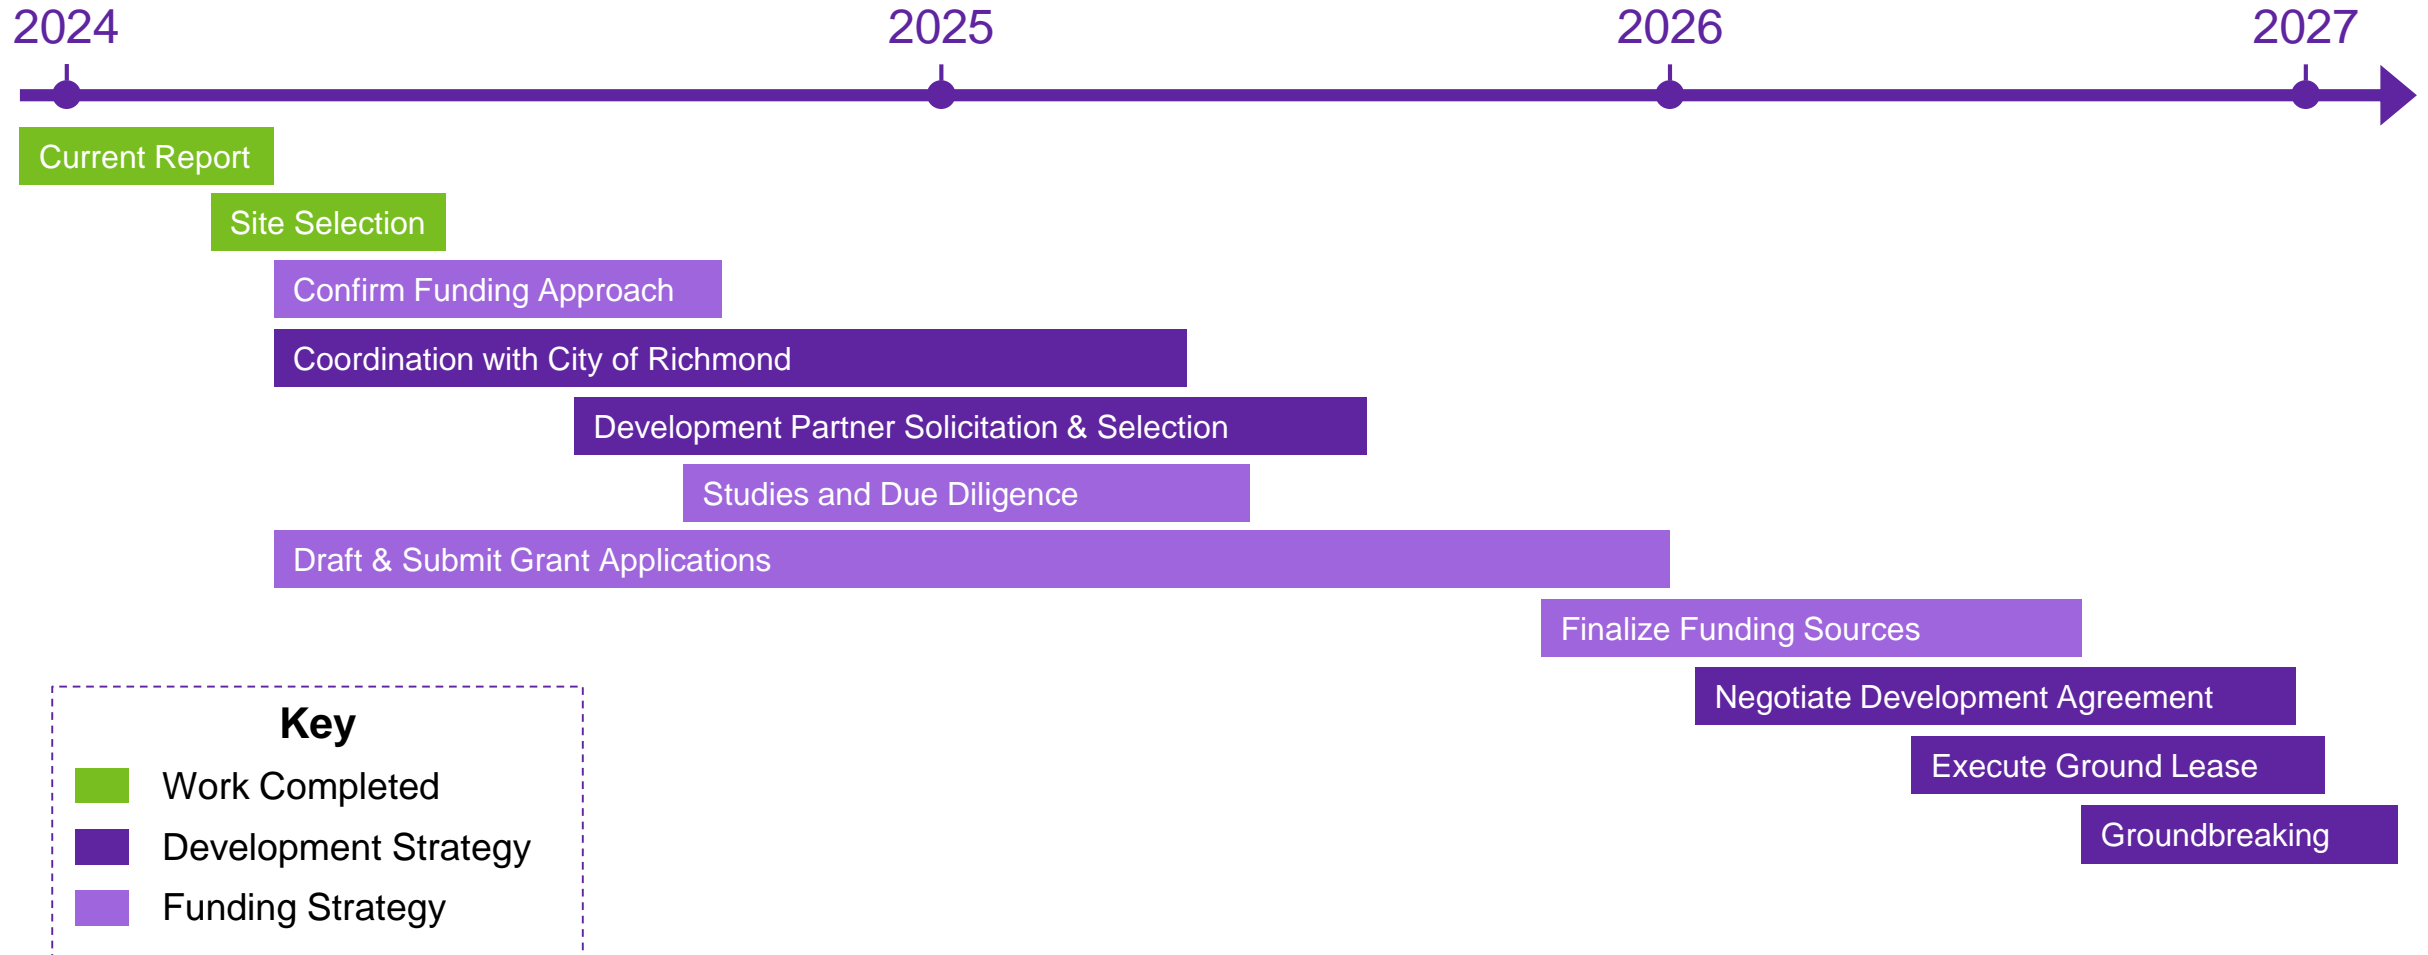 2024 2025 2026 2027
Current Report
Site Selection
Confirm Funding Approach
Coordination with City of Richmond
Development Partner Solicitation & Selection
Studies and Due Diligence
Draft & Submit Grant Applications
Finalize Funding Sources
Negotiate Development Agreement
Execute Ground Lease
Groundbreaking
Key
Work Completed
Development Strategy
Funding Strategy